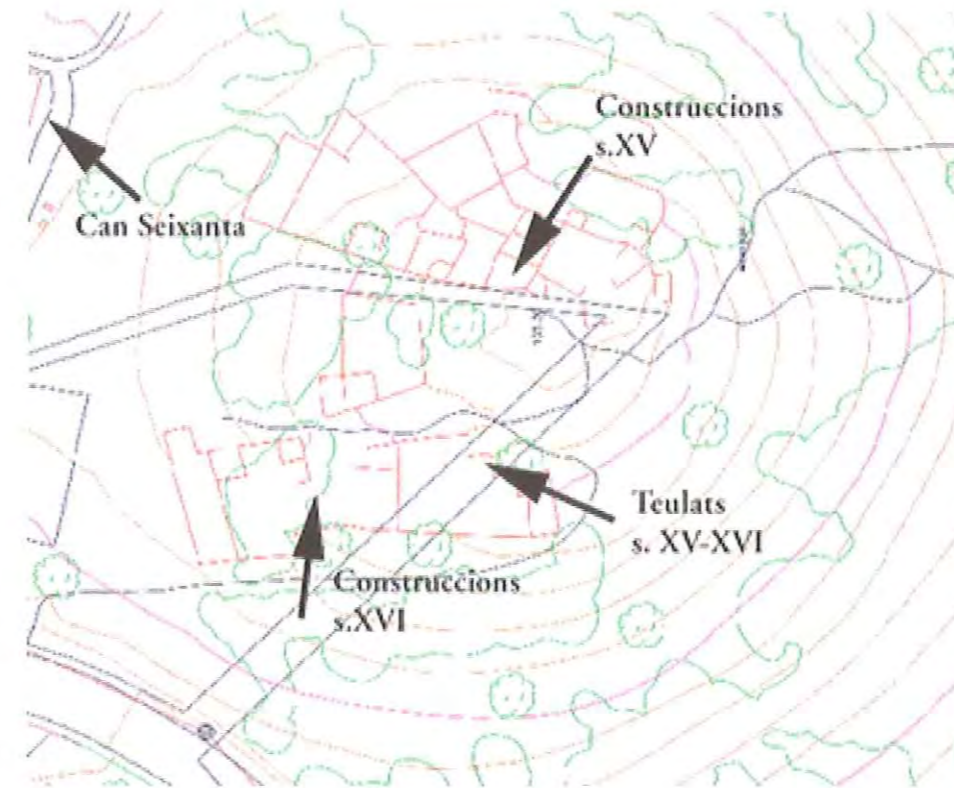 Construccions
s.XV
Can Seixanta
Teulats
s. XV-XVI
Construccions
s.XVI